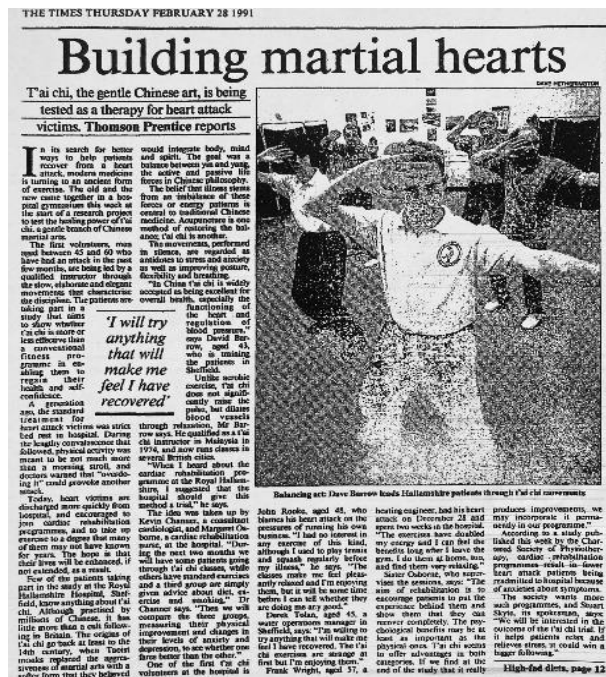 THE TIMES THURSDAY FEBRUARY 28 1991
Building martial hearts
DAVE HETHERINGTON
T'ai chi, the gentle Chinese art, is being
tested as a therapy for heart attack
victims. Thomson Prentice reports
In its search for better
ways to help patients
recover from a heart
attack, modern medicine
is turning to an ancient form
of exercise. The old and the
new came together in a hos-
pital gymnasium this week at
the start of a research project
to test the healing power of t'ai
chi, a gentle branch of Chinese
martial arts.
The first volunteers, men
aged between 45 and 60 who
have had an attack in the past
few months, are being led by a
qualified instructor through
the slow, elaborate and elegant
movements that characterise
the discipline. The patients are
taking part in a
study that aims
to show whether
t'ai chi is more or
less effective than
a conventional
fitness pro-
gramme in en-
abling them to
regain their
health and self-
confidence.
A generation
ago, the standard
treatment for
heart attack victims was strict
bed rest in hospital. During
the lengthy convalescence that
followed, physical activity was
meant to be not much more
than a morning stroll, and
doctors warned that "overdo-
ing it" could provoke another
attack.
Today, heart victims are
discharged more quickly from
hospital, and encouraged to
join cardiac rehabilitation
programmes, and to take up
exercise to a degree that many
of them may not have known
for years. The hope is that
their lives will be enhanced, if
not extended, as a result.
Few of the patients taking
part in the study at the Royal
Hallamshire Hospital, Shef-
field, know anything about t'ai
chi. Although practised by
millions of Chinese, it has
little more than a cult follow-
ing in Britain. The origins of
t'ai chi go back at least to the
14th century, when Taoist
monks replaced the aggres-
siveness of martial arts with a
softer form that they believed
would integrate body, mind
and spirit. The goal was a
balance between yin and yang,
the active and passive life
forces in Chinese philosophy.
The belief that illness stems
from an imbalance of these
forces or energy patterns is
central to traditional Chinese
medicine. Acupuncture is one
method of restoring the bal-
ance; t'ai chi is another.
The movements, performed
in silence, are regarded as
antidotes to stress and anxiety
as well as improving posture,
flexibility and breathing.
"In China t'ai chi is widely
accepted as being excellent for
overall health, especially the
functioning of
the heart and
regulation of
blood pressure,"
says David Bar-
row, aged 43,
who is training
the patients in
Sheffield.
Unlike aerobic
exercise, t'ai chi
does not signifi-
cantly raise the
pulse, but dilates
blood vessels
through relaxation, Mr Bar-
row says. He qualified as a t'ai
chi instructor in Malaysia in
1974, and now runs classes in
several British cities.
"When I heard about the
cardiac rehabilitation pro-
gramme at the Royal Hallam-
shire, I suggested that the
hospital should give this
method a trial," he says.
The idea was taken up by
Kevin Channer, a consultant
cardiologist, and Margaret Os-
borne, a cardiac rehabilitation
nurse, at the hospital. "Dur-
ing the next two months we
will have some patients going
through t'ai chi classes, while
others have standard exercises
and a third group are simply
given advice about diet, ex-
ercise and smoking," Dr
Channer says. "Then we will
compare the three groups,
measuring their physical
improvement and changes in
their levels of anxiety and
depression, to see whether one
fares better than the other."
One of the first t'ai chi
volunteers at the hospital is
'I will try
anything
that will
make me
feel I have
recovered'
Balancing act: Dave Barrow leads Hallamshire patients through t'ai chi movements
John Rooke, aged 48, who
blames his heart attack on the
pressures of running his own
business. "I had no interest in
any exercise of this kind,
although I used to play tennis
and squash regularly before
my illness," he says. "The
classes make me feel pleas-
antly relaxed and I'm enjoying
them, but it will be some time
before I can tell whether they
are doing me any good."
Derek Tolan, aged 45, a
water operations manager in
Sheffield, says: "I'm willing to
try anything that will make me
feel I have recovered. The t'ai
chi exercises are strange at
first but I'm enjoying them."
Frank Wright, aged 57, a
heating engineer, had his heart
attack on December 28 and
spent two weeks in the hospital.
"The exercises have doubled
my energy and I can feel the
benefits long after I leave the
gym. I do them at home, too,
and find them very relaxing."
Sister Osborne, who super-
vises the sessions, says: "The
aim of rehabilitation is to
encourage patients to put the
experience behind them and
show them that they can
recover completely. The psy-
chological benefits may be at
least as important as the
physical ones. T'ai chi seems
to offer advantages in both
categories. If we find at the
end of the study that it really
produces improvements, we
may incorporate it perma-
nently in our programme."
According to a study pub-
lished this week by the Char-
tered Society of Physiother-
apy, cardiac rehabilitation
programmes result in fewer
heart attack patients being
readmitted to hospital because
of anxieties about symptoms.
The society wants more
such programmes, and Stuart
Skyte, its spokesman, says:
"We will be interested in the
outcome of the t'ai chi trial. If
it helps patients relax and
relieves stress, it could win a
bigger following."
High-fed diets, page 12